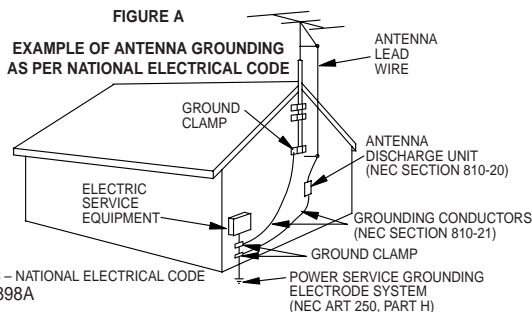 FIGURE A
EXAMPLE OF ANTENNA GROUNDING
AS PER NATIONAL ELECTRICAL CODE
ANTENNA
LEAD
WIRE
GROUND
CLAMP
ANTENNA
DISCHARGE UNIT
(NEC SECTION 810-20)
ELECTRIC
SERVICE
EQUIPMENT
GROUNDING CONDUCTORS
(NEC SECTION 810-21)
GROUND CLAMP
– NATIONAL ELECTRICAL CODE
898A
POWER SERVICE GROUNDING
ELECTRODE SYSTEM
(NEC ART 250, PART H)